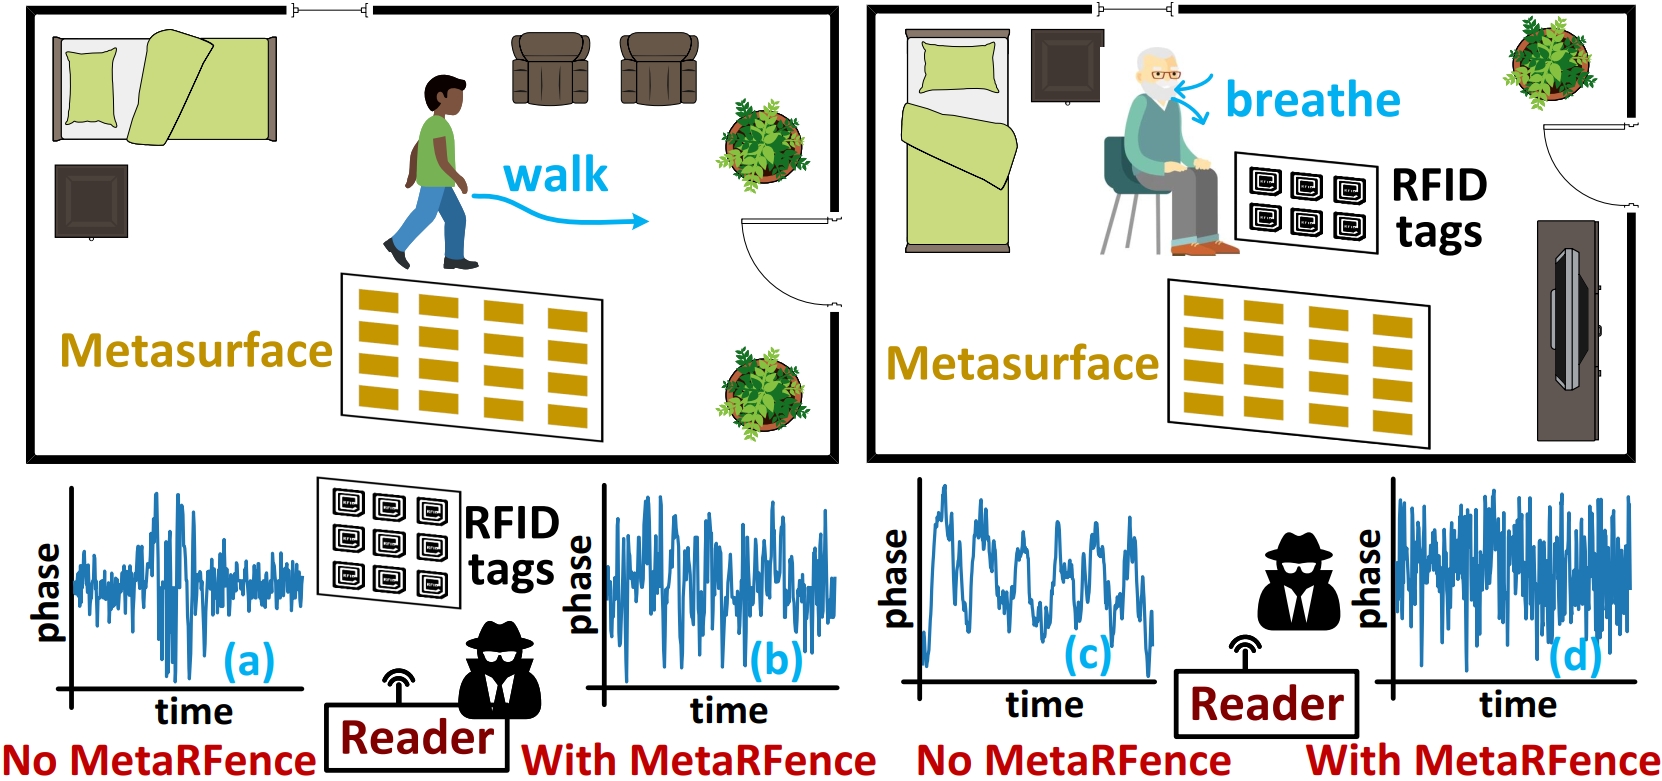 walk
Metasurface
breathe
RFID
tags
Metasurface
phase
(a)
time
RFID
tags
Reader
phase
(b)
time
phase
(c)
time
Reader
phase
(d)
time
No MetaRFence
With MetaRFence
No MetaRFence
With MetaRFence